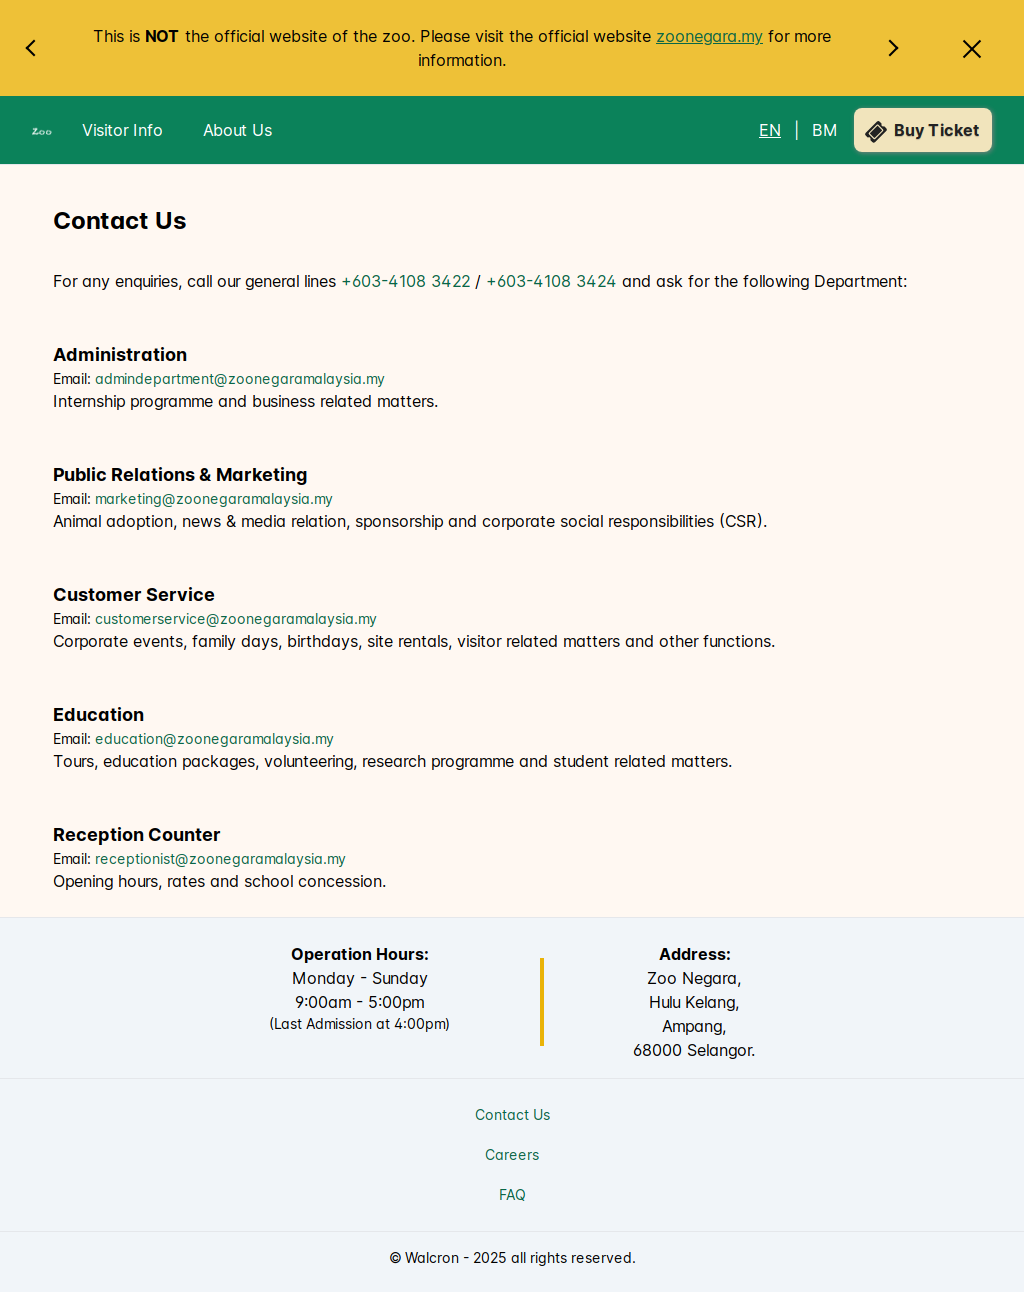 This is NOT the official website of the zoo. Please visit the official website zoonegara.my for more
information.
Zoo Visitor Info About Us EN | BM Buy Ticket
Contact Us
For any enquiries, call our general lines +603-4108 3422 / +603-4108 3424 and ask for the following Department:
Administration
Email: admindepartment@zoonegaramalaysia.my
Internship programme and business related matters.
Public Relations & Marketing
Email: marketing@zoonegaramalaysia.my
Animal adoption, news & media relation, sponsorship and corporate social responsibilities (CSR).
Customer Service
Email: customerservice@zoonegaramalaysia.my
Corporate events, family days, birthdays, site rentals, visitor related matters and other functions.
Education
Email: education@zoonegaramalaysia.my
Tours, education packages, volunteering, research programme and student related matters.
Reception Counter
Email: receptionist@zoonegaramalaysia.my
Opening hours, rates and school concession.
Operation Hours:
Monday - Sunday
9:00am - 5:00pm
(Last Admission at 4:00pm)
Address:
Zoo Negara,
Hulu Kelang,
Ampang,
68000 Selangor.
Contact Us
Careers
FAQ
© Walcron - 2025 all rights reserved.